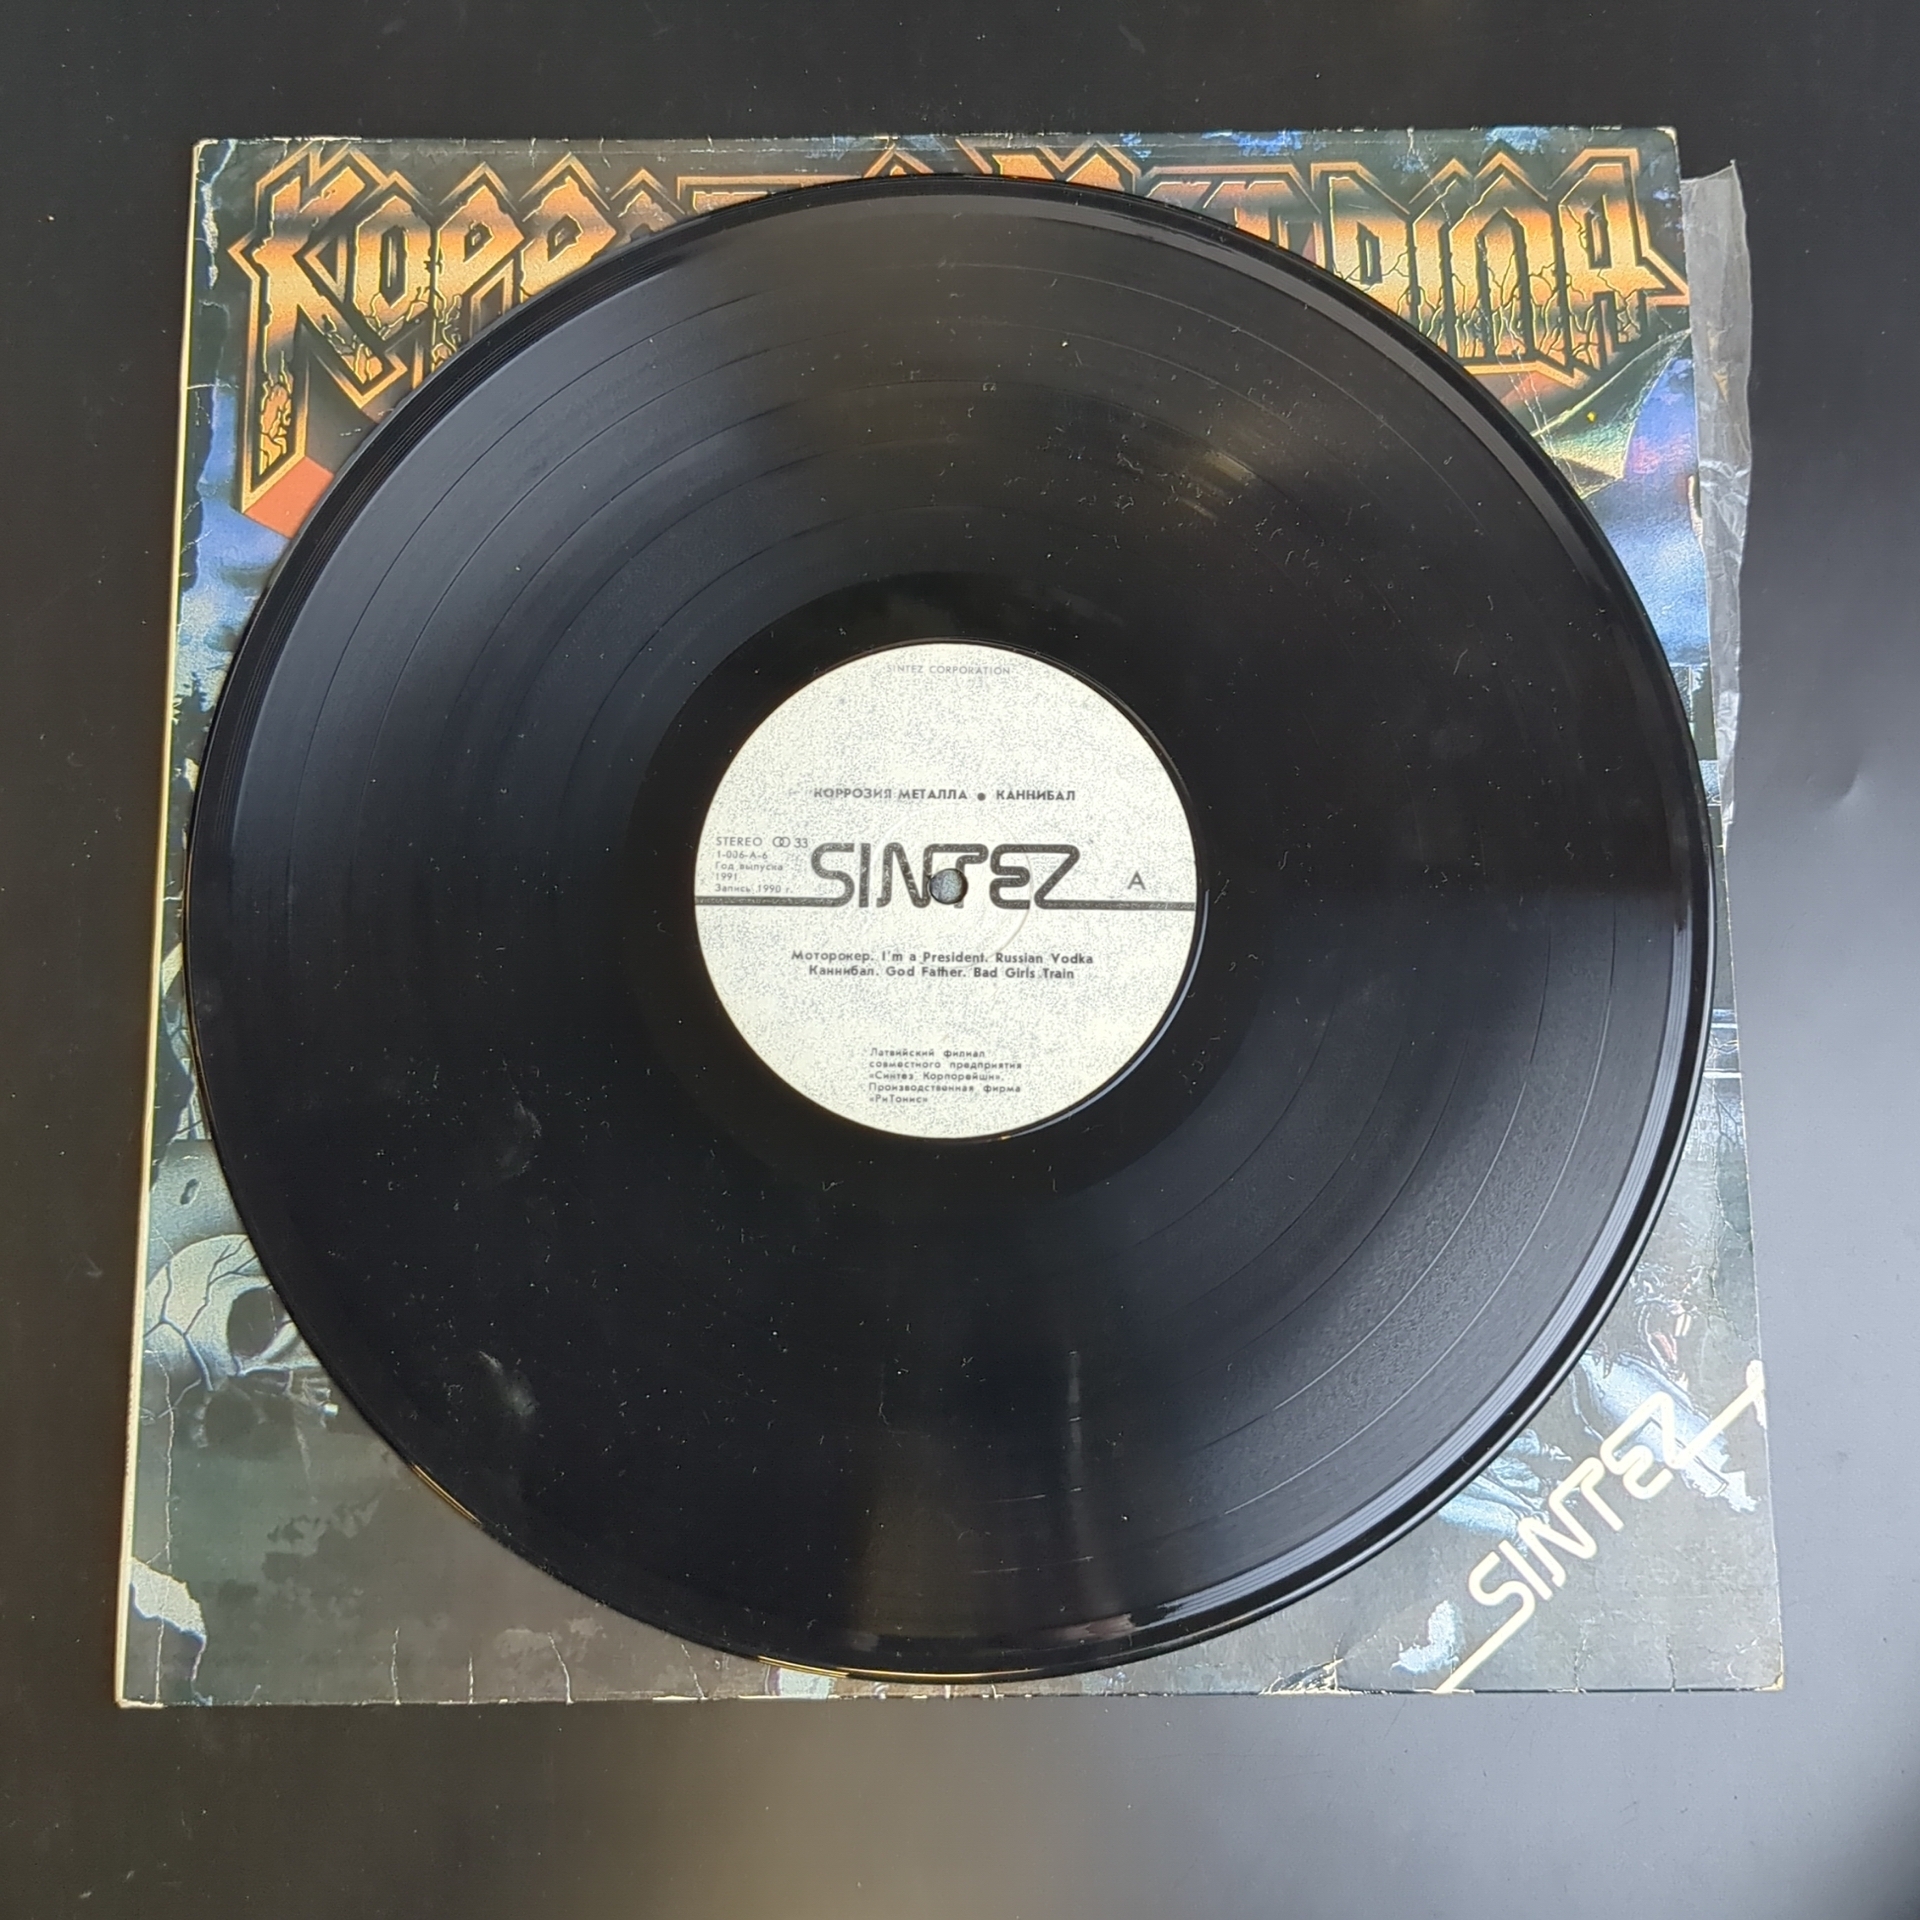 SINTEZ CORPORATION
КОРРОЗИЯ МЕТАЛЛА ● КАННИБАЛ
STEREO 33
1-006-А-6
Год выпуска
1991
Запись 1990 г.
SINTEZ
A
Моторокер. I'm a President. Russian Vodka
Каннибал. God Father. Bad Girls Train
Латвийский филиал
совместного предприятия
«Синтез Корпорейшн».
Производственная фирма
«РиТонис»
SINTEZ